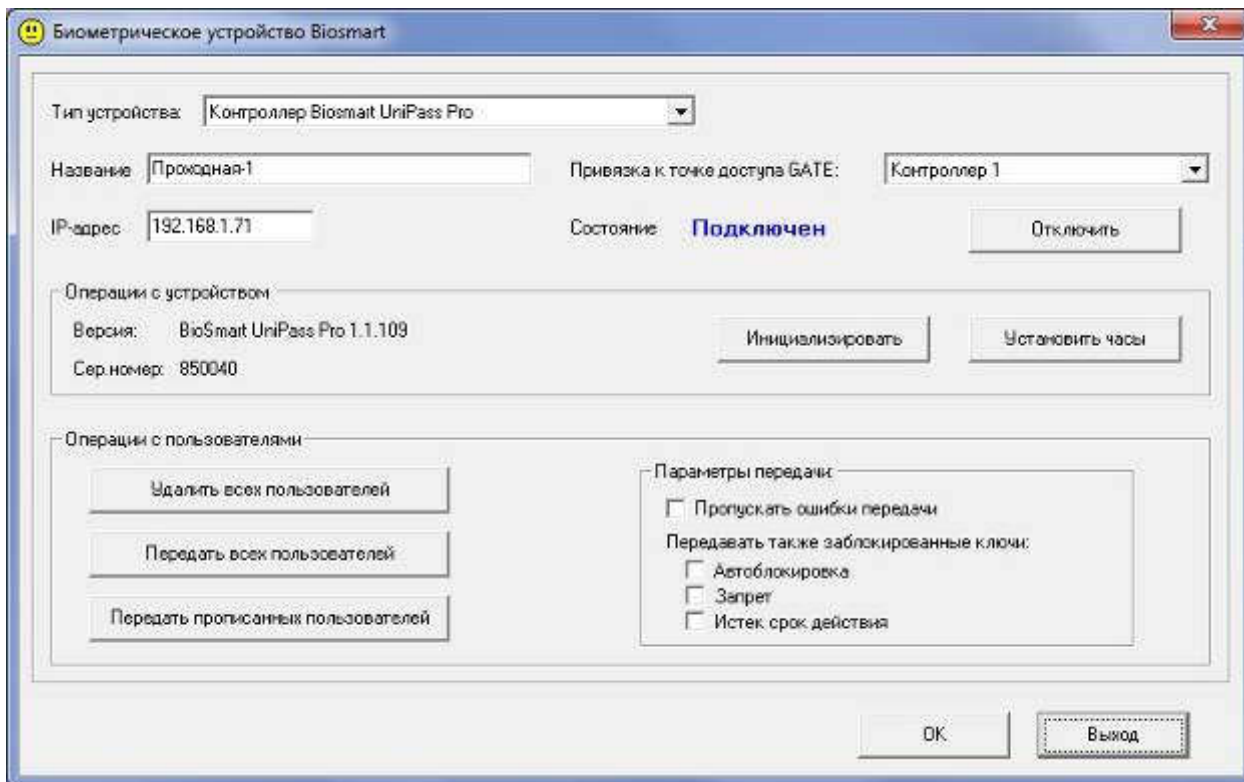 Биометрическое устройство Biosmart
Тип устройства: Контроллер Biosmart UniPass Pro
Название Проходная-1 Привязка к точке доступа GATE: Контроллер 1
IP-адрес 192.168.1.71 Состояние Подключен Отключить
Операции с устройством
Версия: BioSmart UniPass Pro 1.1.109 Инициализировать Установить часы
Сер.номер: 850040
Операции с пользователями
Удалить всех пользователей
Передать всех пользователей
Передать прописанных пользователей
Параметры передачи:
Пропускать ошибки передачи
Передавать также заблокированные ключи:
Автоблокировка
Запрет
Истек срок действия
OK Выход